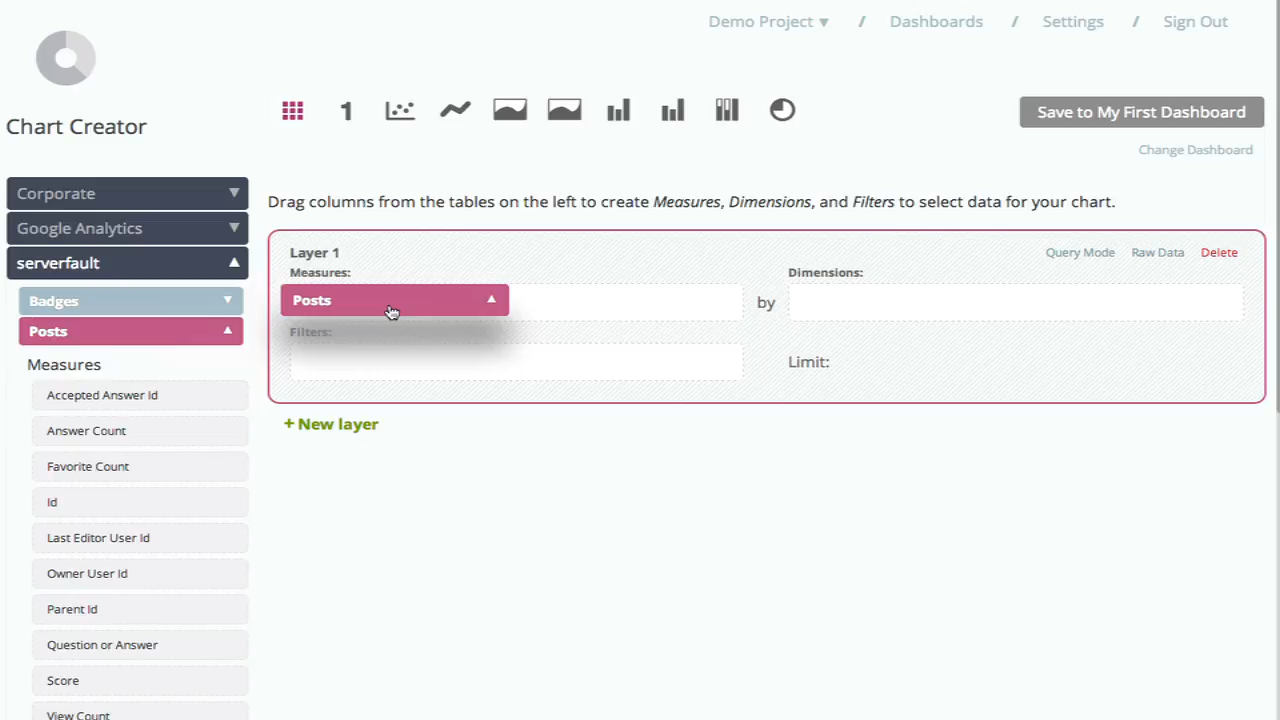 Demo Project ▼ / Dashboards / Settings / Sign Out
Chart Creator
1
Save to My First Dashboard
Change Dashboard
Corporate ▼
Google Analytics ▼
serverfault ▲
Badges ▼
Posts ▲
Measures
Accepted Answer Id
Answer Count
Favorite Count
Id
Last Editor User Id
Owner User Id
Parent Id
Question or Answer
Score
View Count
Drag columns from the tables on the left to create Measures, Dimensions, and Filters to select data for your chart.
Layer 1
Query Mode Raw Data Delete
Measures:
Posts ▲
by
Dimensions:
Filters:
Limit:
+ New layer